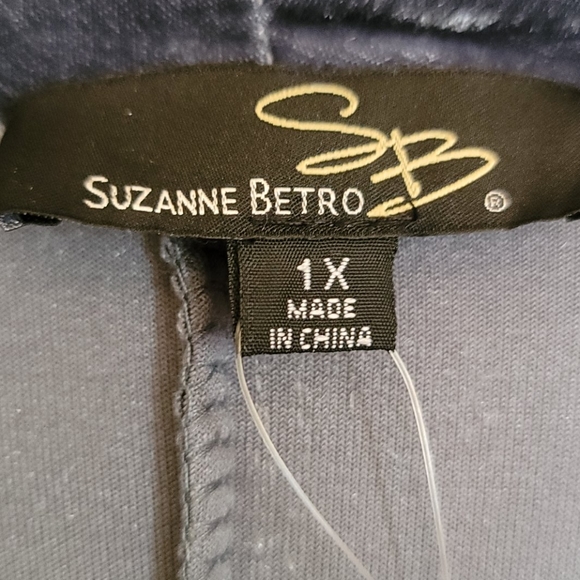 SB
SUZANNE BETRO ®
1X
MADE
IN CHINA